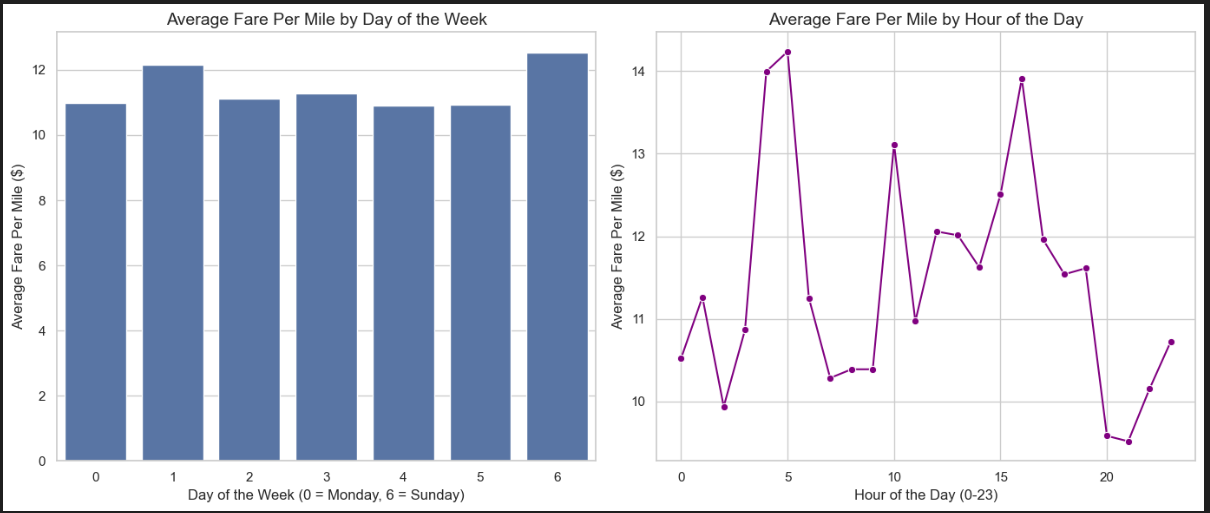 Average Fare Per Mile by Day of the Week
Average Fare Per Mile ($)
12
10
8
6
4
2
0
0 1 2 3 4 5 6
Day of the Week (0 = Monday, 6 = Sunday)
Average Fare Per Mile by Hour of the Day
Average Fare Per Mile ($)
14
13
12
11
10
0 5 10 15 20
Hour of the Day (0-23)